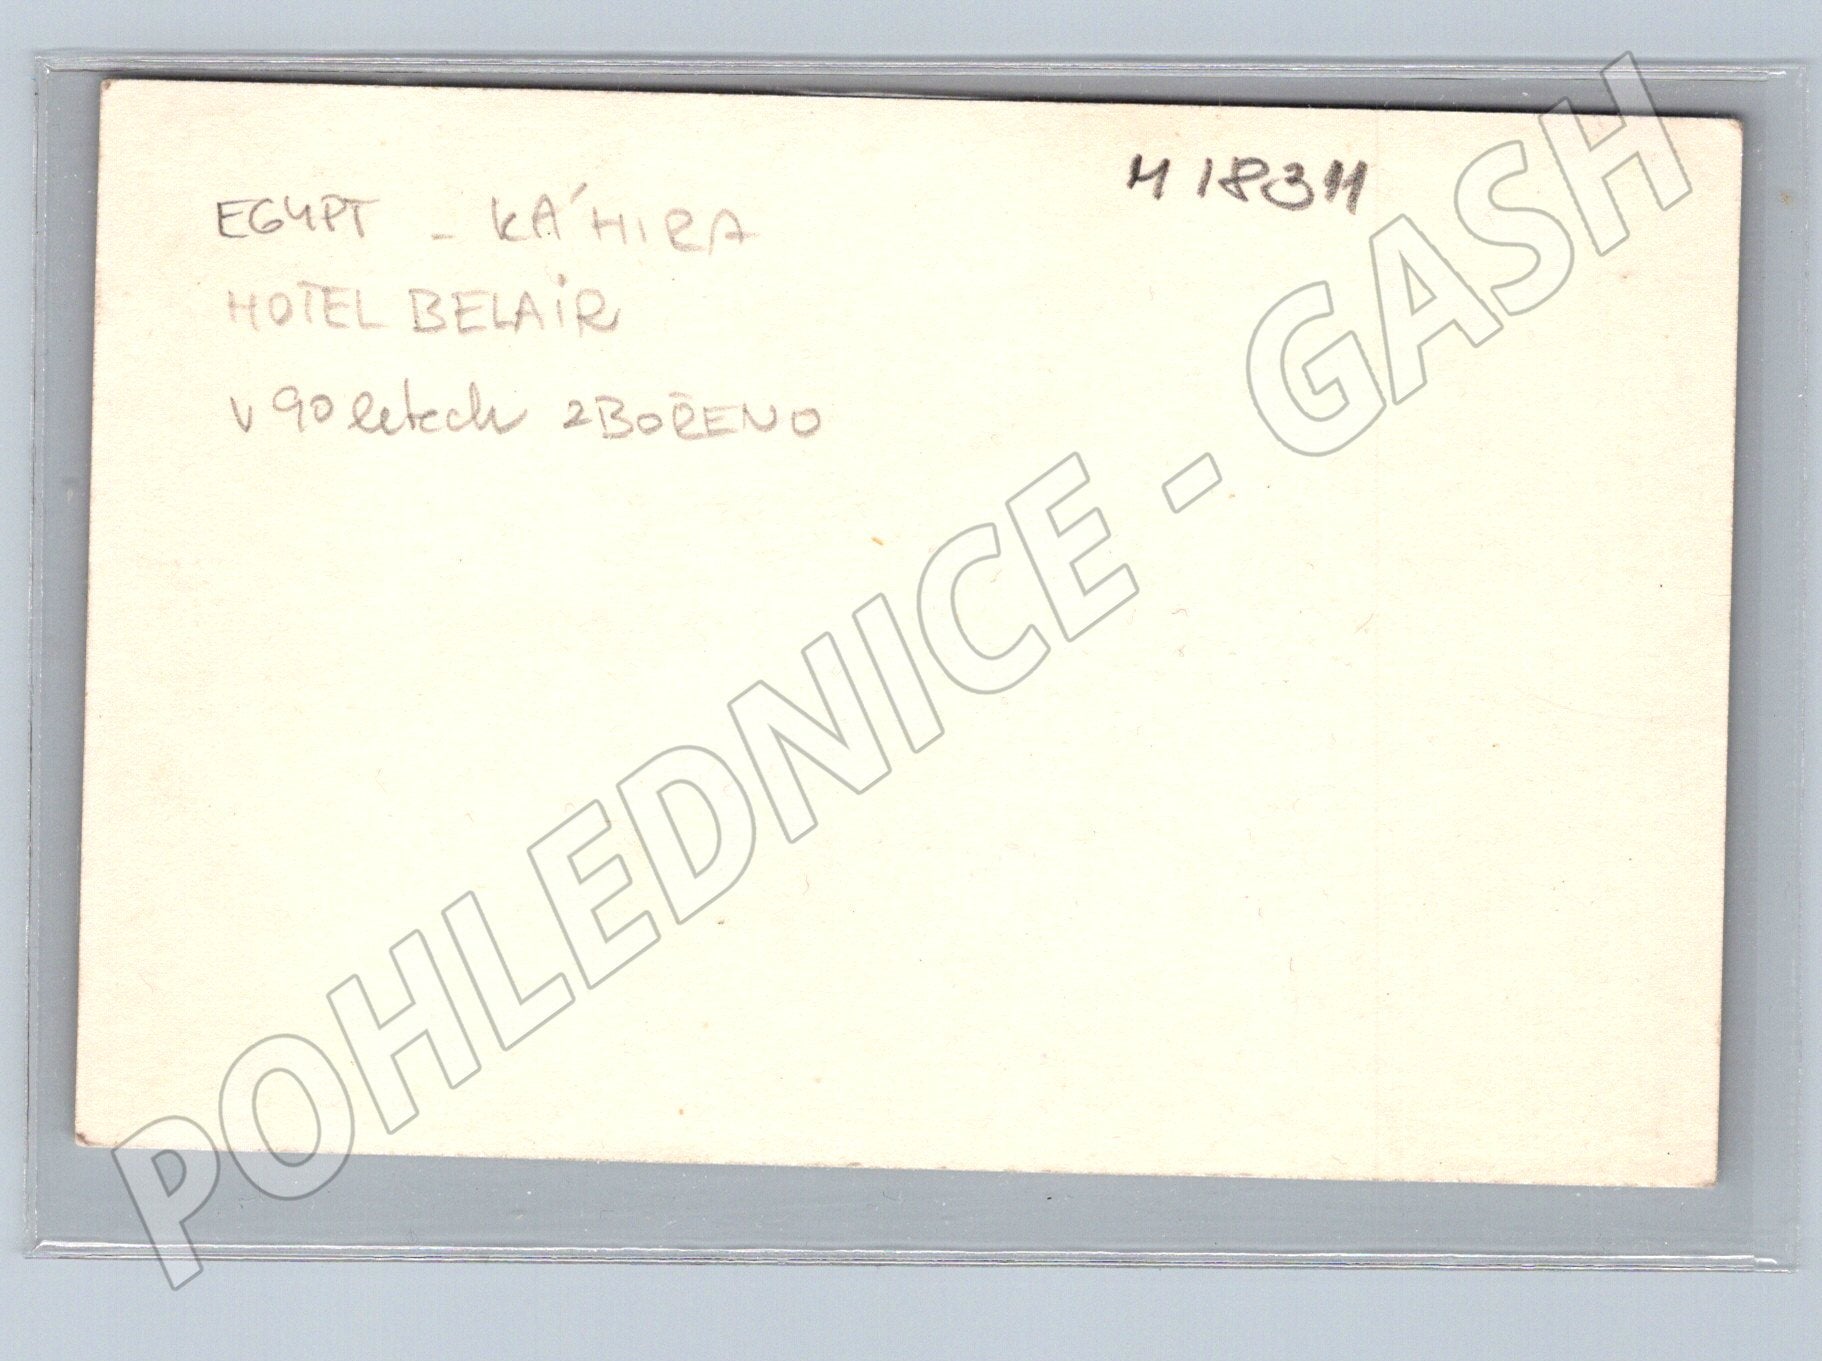 M 18311
EGYPT - KÁHIRA
HOTEL BELAIR
v 90 letech ZBOŘENO
POHLEDNICE - GASH